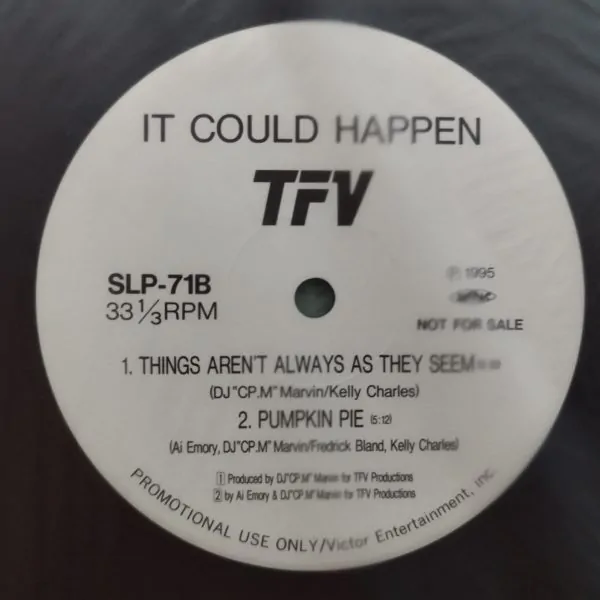 IT COULD HAPPEN
TFV
SLP-71B
33 1/3 RPM
Ⓟ 1995
NOT FOR SALE
1. THINGS AREN'T ALWAYS AS THEY SEEM
(DJ"CP.M"Marvin/Kelly Charles)
2. PUMPKIN PIE (5:12)
(Ai Emory, DJ"CP.M"Marvin/Fredrick Bland, Kelly Charles)
1 Produced by DJ"CP.M" Marvin for TFV Productions
2 by Ai Emory & DJ"CP.M" Marvin for TFV Productions
PROMOTIONAL USE ONLY/Victor Entertainment, Inc.